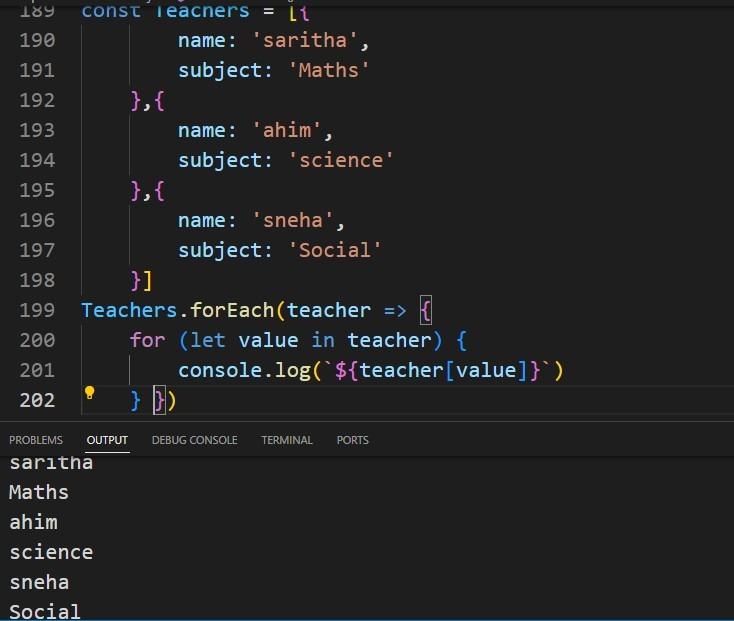 189 const Teachers = [{
190 name: 'saritha',
191 subject: 'Maths'
192 },{
193 name: 'ahim',
194 subject: 'science'
195 },{
196 name: 'sneha',
197 subject: 'Social'
198 }]
199 Teachers.forEach(teacher => {
200 for (let value in teacher) {
201 console.log(`${teacher[value]}`)
202 } })
PROBLEMS OUTPUT DEBUG CONSOLE TERMINAL PORTS
saritha
Maths
ahim
science
sneha
Social